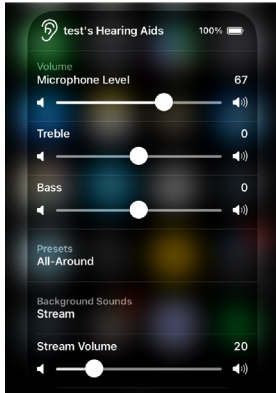 test's Hearing Aids 100%
Volume
Microphone Level 67
Treble 0
Bass 0
Presets
All-Around
Background Sounds
Stream
Stream Volume 20